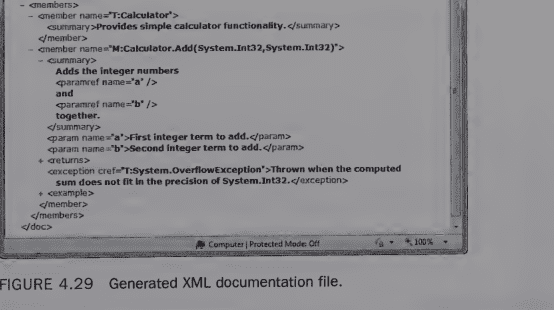 - <members>
- <member name="T:Calculator">
<summary>Provides simple calculator functionality.</summary>
</member>
- <member name="M:Calculator.Add(System.Int32,System.Int32)">
- <summary>
Adds the integer numbers
<paramref name="a" />
and
<paramref name="b" />
together.
</summary>
<param name="a">First integer term to add.</param>
<param name="b">Second integer term to add.</param>
+ <returns>
<exception cref="T:System.OverflowException">Thrown when the computed
sum does not fit in the precision of System.Int32.</exception>
+ <example>
</member>
</members>
</doc>
Computer | Protected Mode: Off 100%
FIGURE 4.29 Generated XML documentation file.